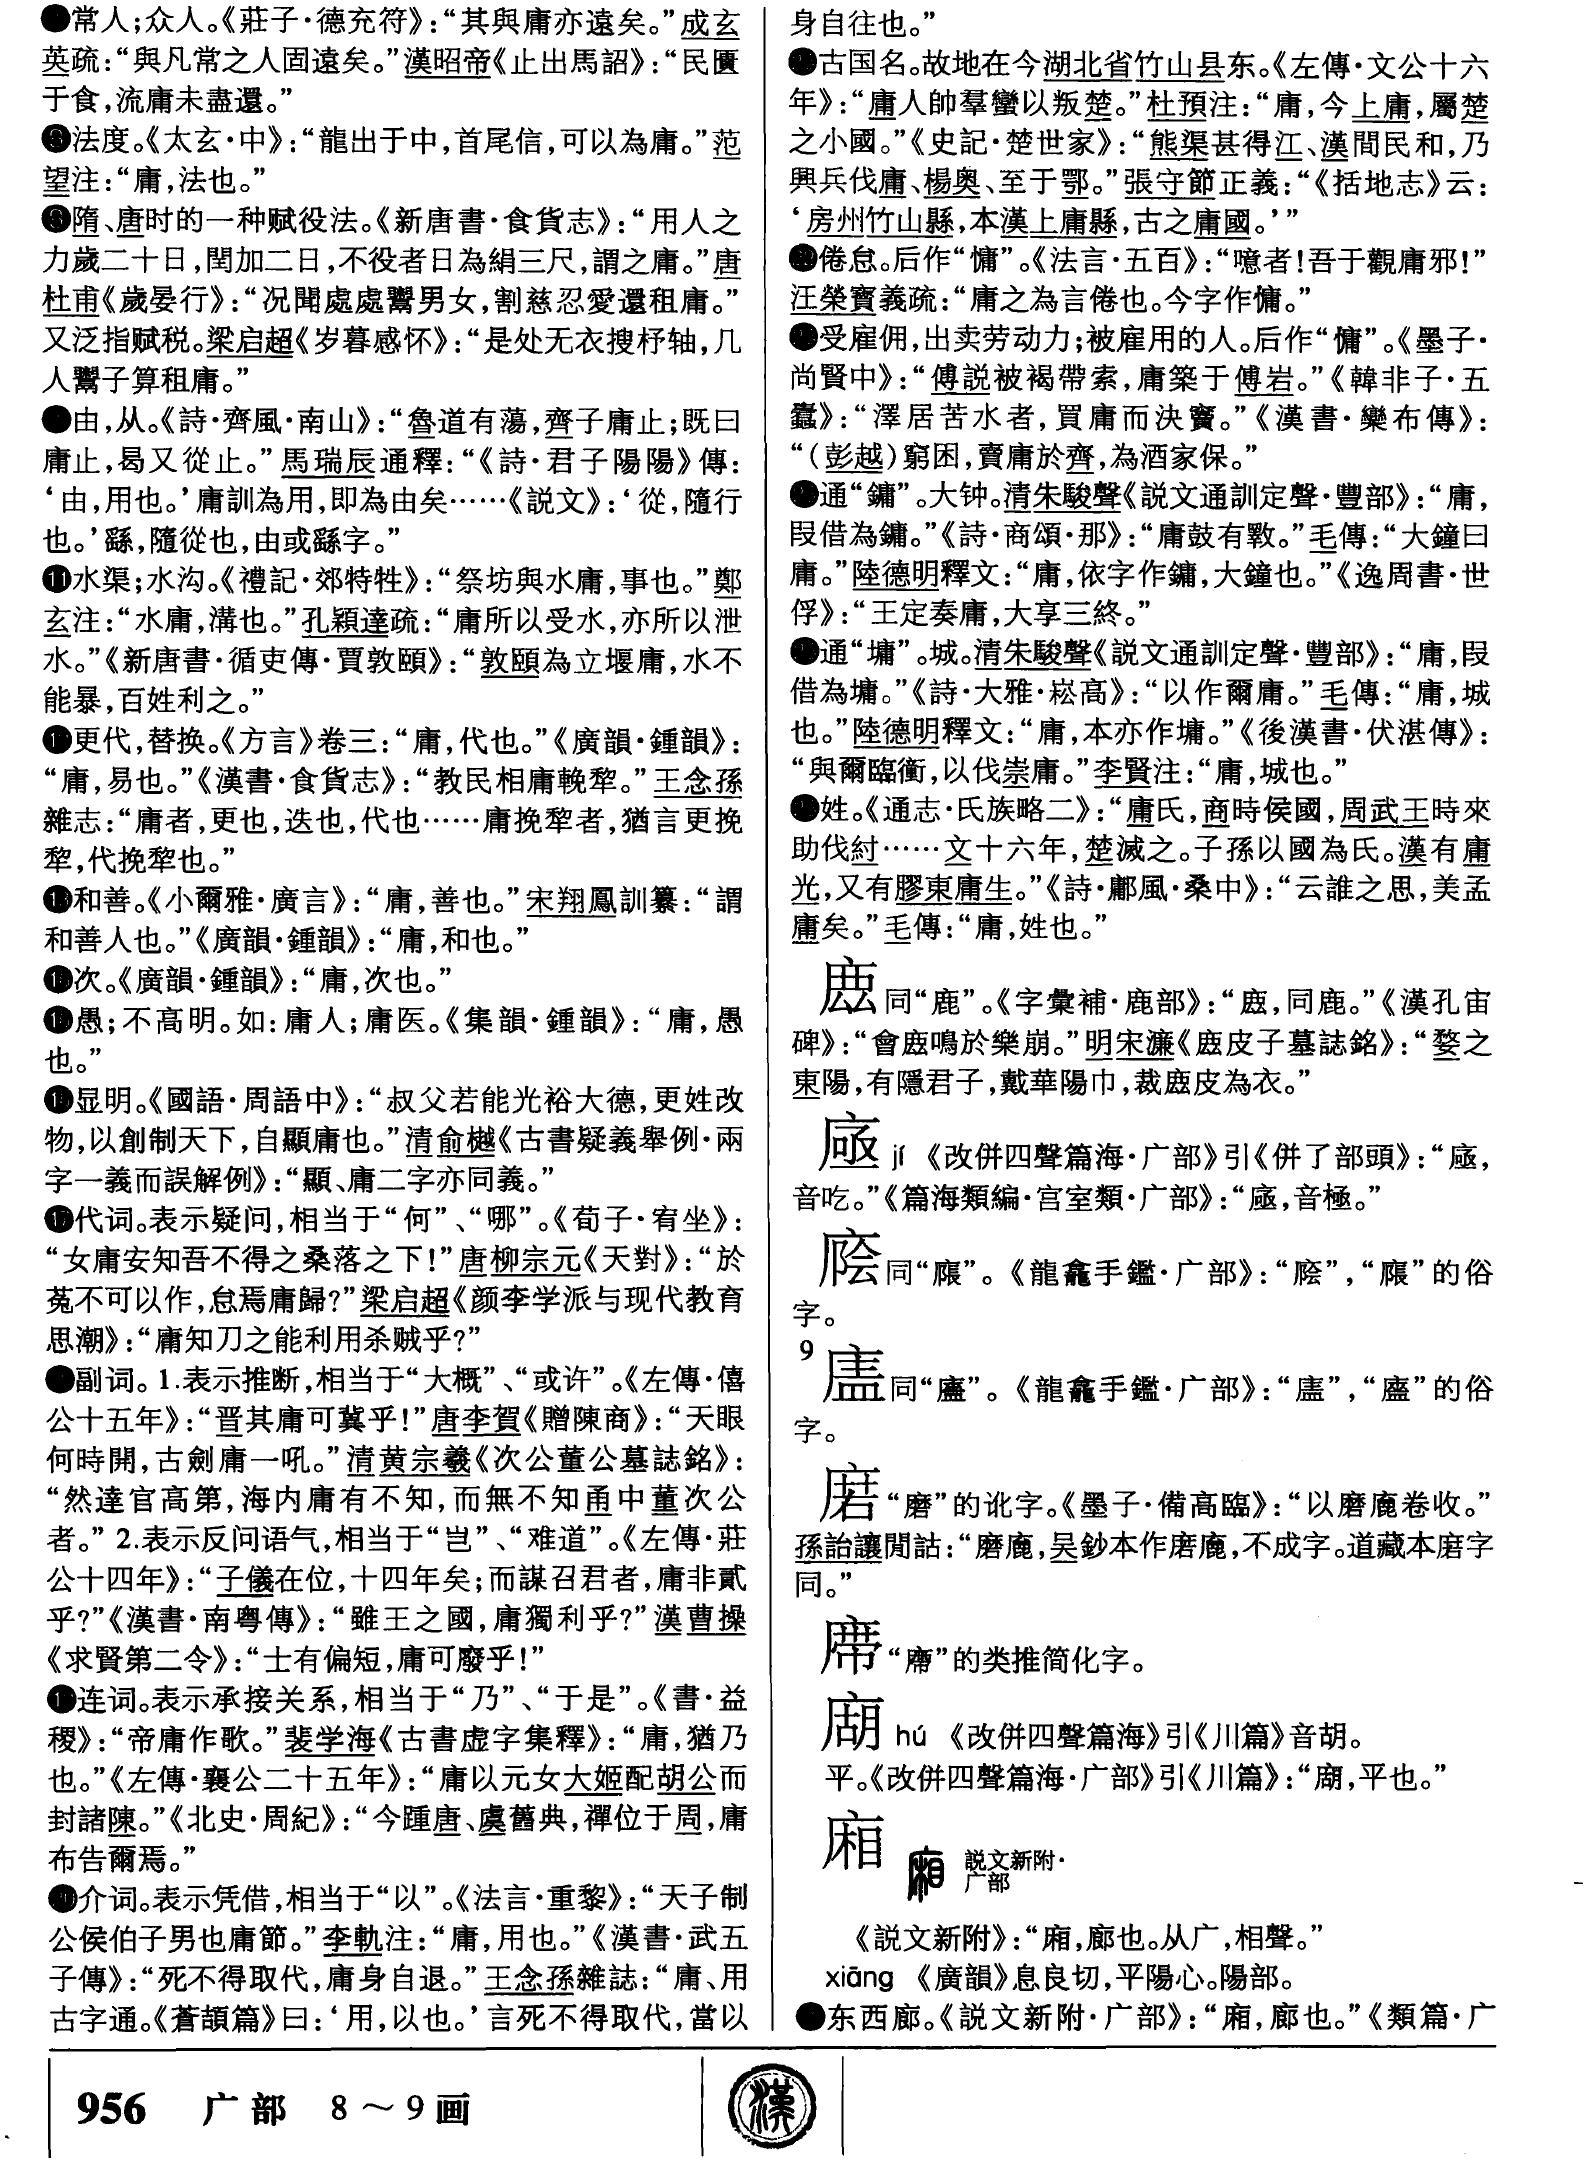 常人；众人。《莊子·德充符》：“其與庸亦遠矣。”成玄
英疏：“與凡常之人固遠矣。”漢昭帝《止出馬詔》：“民匱
于食，流庸未盡還。”
法度。《太玄·中》：“龍出于中，首尾信，可以為庸。”范
望注：“庸，法也。”
隋、唐时的一种赋役法。《新唐書·食貨志》：“用人之
力歲二十日，閏加二日，不役者日為絹三尺，謂之庸。”唐
杜甫《歲晏行》：“况聞處處鬻男女，割慈忍愛還租庸。”
又泛指赋税。梁启超《岁暮感怀》：“是处无衣搜杼轴，几
人鬻子算租庸。”
由，从。《詩·齊風·南山》：“魯道有蕩，齊子庸止；既曰
庸止，曷又從止。”馬瑞辰通釋：“《詩·君子陽陽》傳：
‘由，用也。’庸訓為用，即為由矣……《説文》：‘從，隨行
也。’繇，隨從也，由或繇字。”
⓫水渠；水沟。《禮記·郊特牲》：“祭坊與水庸，事也。”鄭
玄注：“水庸，溝也。”孔穎達疏：“庸所以受水，亦所以泄
水。”《新唐書·循吏傳·賈敦頤》：“敦頤為立堰庸，水不
能暴，百姓利之。”
更代，替换。《方言》卷三：“庸，代也。”《廣韻·鍾韻》：
“庸，易也。”《漢書·食貨志》：“教民相庸輓犂。”王念孫
雜志：“庸者，更也，迭也，代也……庸挽犂者，猶言更挽
犂，代挽犂也。”
和善。《小爾雅·廣言》：“庸，善也。”宋翔鳳訓纂：“謂
和善人也。”《廣韻·鍾韻》：“庸，和也。”
次。《廣韻·鍾韻》：“庸，次也。”
愚；不高明。如：庸人；庸医。《集韻·鍾韻》：“庸，愚
也。”
显明。《國語·周語中》：“叔父若能光裕大德，更姓改
物，以創制天下，自顯庸也。”清俞樾《古書疑義舉例·兩
字一義而誤解例》：“顯、庸二字亦同義。”
⓱代词。表示疑问，相当于“何”、“哪”。《荀子·宥坐》：
“女庸安知吾不得之桑落之下！”唐柳宗元《天對》：“於
菟不可以作，怠焉庸歸？”梁启超《颜李学派与现代教育
思潮》：“庸知刀之能利用杀贼乎？”
副词。1.表示推断，相当于“大概”、“或许”。《左傳·僖
公十五年》：“晋其庸可冀乎！”唐李賀《贈陳商》：“天眼
何時開，古劍庸一吼。”清黄宗羲《次公董公墓誌銘》：
“然達官高第，海内庸有不知，而無不知甬中董次公
者。”2.表示反问语气，相当于“岂”、“难道”。《左傳·莊
公十四年》：“子儀在位，十四年矣；而謀召君者，庸非貳
乎？”《漢書·南粤傳》：“雖王之國，庸獨利乎？”漢曹操
《求賢第二令》：“士有偏短，庸可廢乎！”
连词。表示承接关系，相当于“乃”、“于是”。《書·益
稷》：“帝庸作歌。”裴学海《古書虚字集釋》：“庸，猶乃
也。”《左傳·襄公二十五年》：“庸以元女大姬配胡公而
封諸陳。”《北史·周紀》：“今踵唐、虞舊典，禪位于周，庸
布告爾焉。”
介词。表示凭借，相当于“以”。《法言·重黎》：“天子制
公侯伯子男也庸節。”李軌注：“庸，用也。”《漢書·武五
子傳》：“死不得取代，庸身自退。”王念孫雜誌：“庸、用
古字通。《蒼頡篇》曰：‘用，以也。’言死不得取代，當以
身自往也。”
古国名。故地在今湖北省竹山县东。《左傳·文公十六
年》：“庸人帥羣蠻以叛楚。”杜預注：“庸，今上庸，屬楚
之小國。”《史記·楚世家》：“熊渠甚得江、漢間民和，乃
興兵伐庸、楊奥、至于鄂。”張守節正義：“《括地志》云：
‘房州竹山縣，本漢上庸縣，古之庸國。’”
倦怠。后作“慵”。《法言·五百》：“噫者！吾于觀庸邪！”
汪榮寶義疏：“庸之為言倦也。今字作慵。”
受雇佣，出卖劳动力；被雇用的人。后作“傭”。《墨子·
尚賢中》：“傅説被褐帶索，庸築于傅岩。”《韓非子·五
蠹》：“澤居苦水者，買庸而決竇。”《漢書·欒布傳》：
“（彭越）窮困，賣庸於齊，為酒家保。”
通“鏞”。大钟。清朱駿聲《説文通訓定聲·豐部》：“庸，
叚借為鏞。”《詩·商頌·那》：“庸鼓有斁。”毛傳：“大鐘曰
庸。”陸德明釋文：“庸，依字作鏞，大鐘也。”《逸周書·世
俘》：“王定奏庸，大享三終。”
通“墉”。城。清朱駿聲《説文通訓定聲·豐部》：“庸，叚
借為墉。”《詩·大雅·崧高》：“以作爾庸。”毛傳：“庸，城
也。”陸德明釋文：“庸，本亦作墉。”《後漢書·伏湛傳》：
“與爾臨衝，以伐崇庸。”李賢注：“庸，城也。”
姓。《通志·氏族略二》：“庸氏，商時侯國，周武王時來
助伐紂……文十六年，楚滅之。子孫以國為氏。漢有庸
光，又有膠東庸生。”《詩·鄘風·桑中》：“云誰之思，美孟
庸矣。”毛傳：“庸，姓也。”
同“鹿”。《字彙補·鹿部》：“，同鹿。”《漢孔宙
碑》：“會鳴於樂崩。”明宋濂《皮子墓誌銘》：“婺之
東陽，有隱君子，戴華陽巾，裁皮為衣。”
jí 《改併四聲篇海·广部》引《併了部頭》：“，
音吃。”《篇海類編·宫室類·广部》：“，音極。”
同“”。《龍龕手鑑·广部》：“”，“”的俗
字。
9
同“”。《龍龕手鑑·广部》：“”，“”的俗
字。
“磨”的讹字。《墨子·備高臨》：“以磨鹿卷收。”
孫詒讓閒詁：“磨鹿，吴鈔本作鹿，不成字。道藏本字
同。”
“”的类推简化字。
hú 《改併四聲篇海》引《川篇》音胡。
平。《改併四聲篇海·广部》引《川篇》：“，平也。”
廂 廂 説文新附·
广部
《説文新附》：“廂，廊也。从广，相聲。”
xiāng 《廣韻》息良切，平陽心。陽部。
东西廊。《説文新附·广部》：“廂，廊也。”《類篇·广
956 广部 8～9画
漢